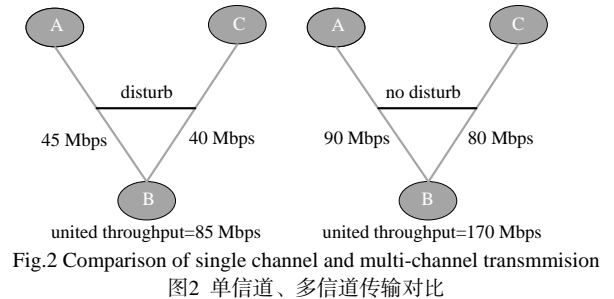 A C A C
disturb no disturb
45 Mbps 40 Mbps 90 Mbps 80 Mbps
B B
united throughput=85 Mbps united throughput=170 Mbps
Fig.2 Comparison of single channel and multi-channel transmmision
图2 单信道、多信道传输对比